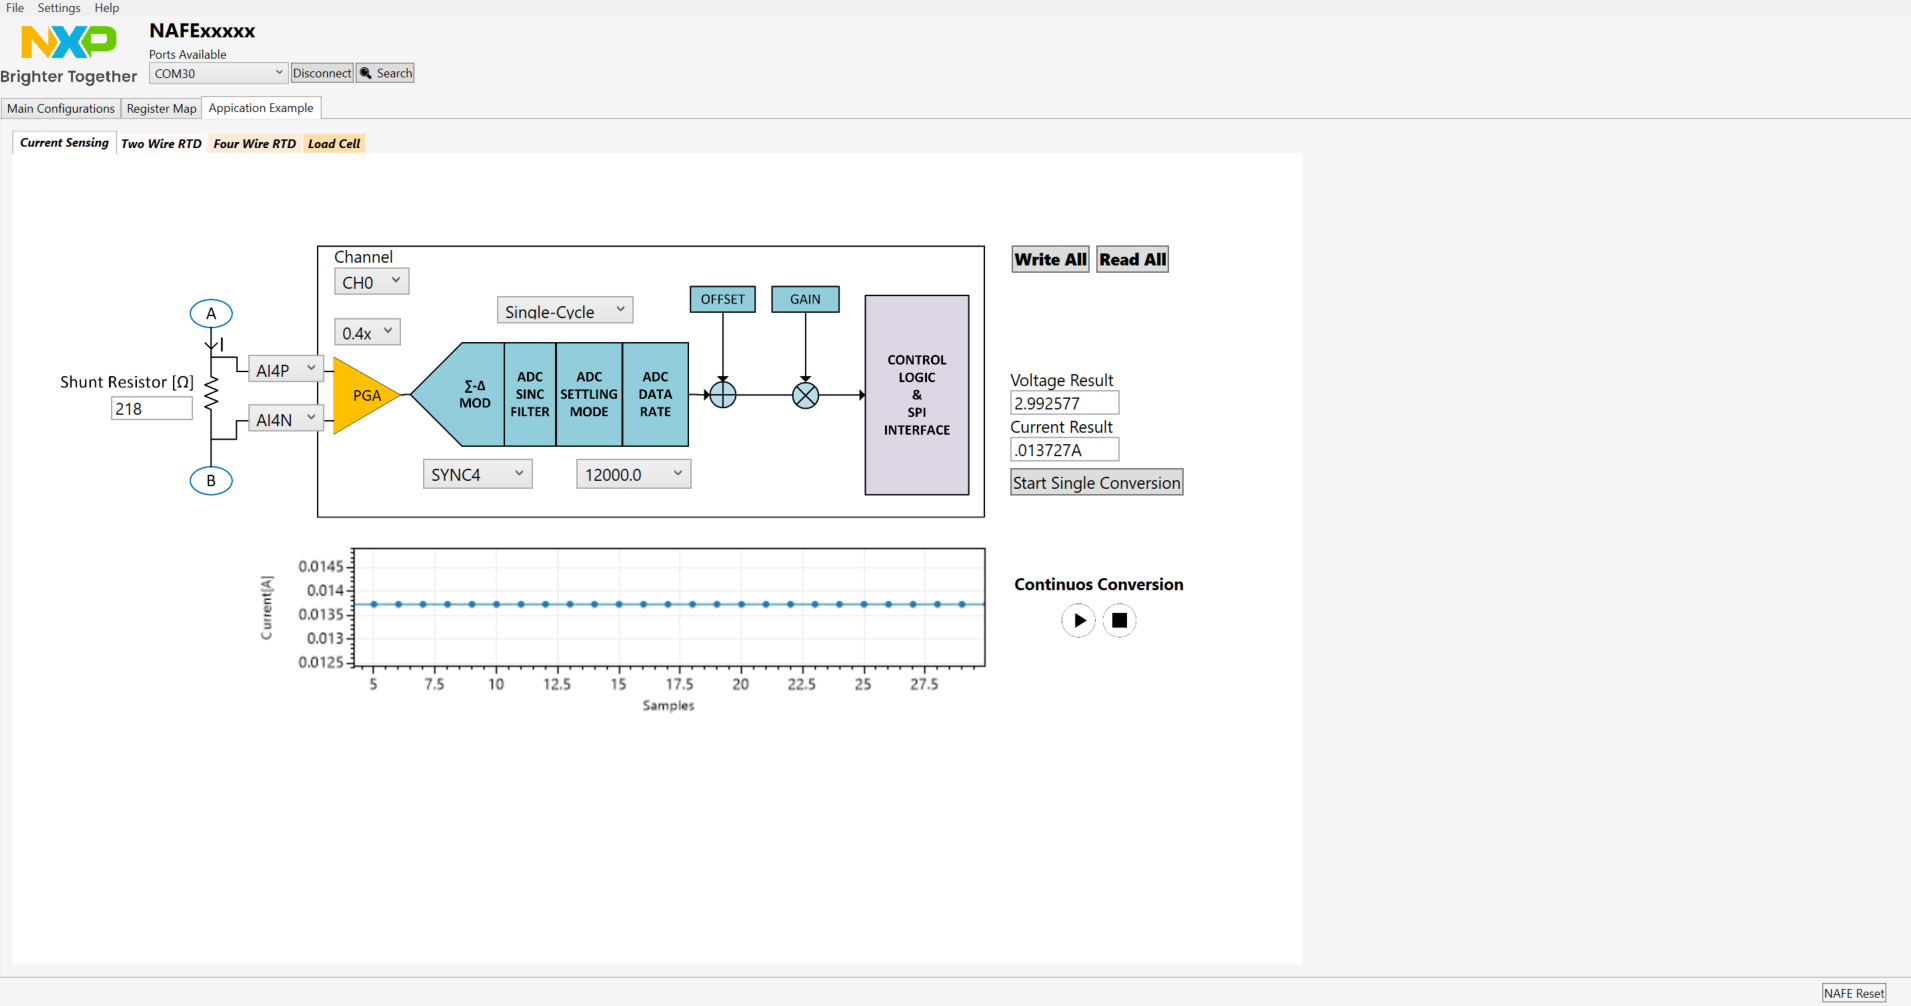 File Settings Help
NXP
Brighter Together
NAFExxxxx
Ports Available
COM30 Disconnect Search
Main Configurations Register Map Appication Example
Current Sensing Two Wire RTD Four Wire RTD Load Cell
Channel
CH0
0.4x
Single-Cycle
OFFSET GAIN
Write All Read All
A
I
AI4P
Shunt Resistor [Ω]
218
AI4N
B
PGA
∑-Δ
MOD
ADC
SINC
FILTER
ADC
SETTLING
MODE
ADC
DATA
RATE
SYNC4
12000.0
CONTROL
LOGIC
&
SPI
INTERFACE
Voltage Result
2.992577
Current Result
.013727A
Start Single Conversion
Current[A]
0.0145
0.014
0.0135
0.013
0.0125
5 7.5 10 12.5 15 17.5 20 22.5 25 27.5
Samples
Continuos Conversion
NAFE Reset